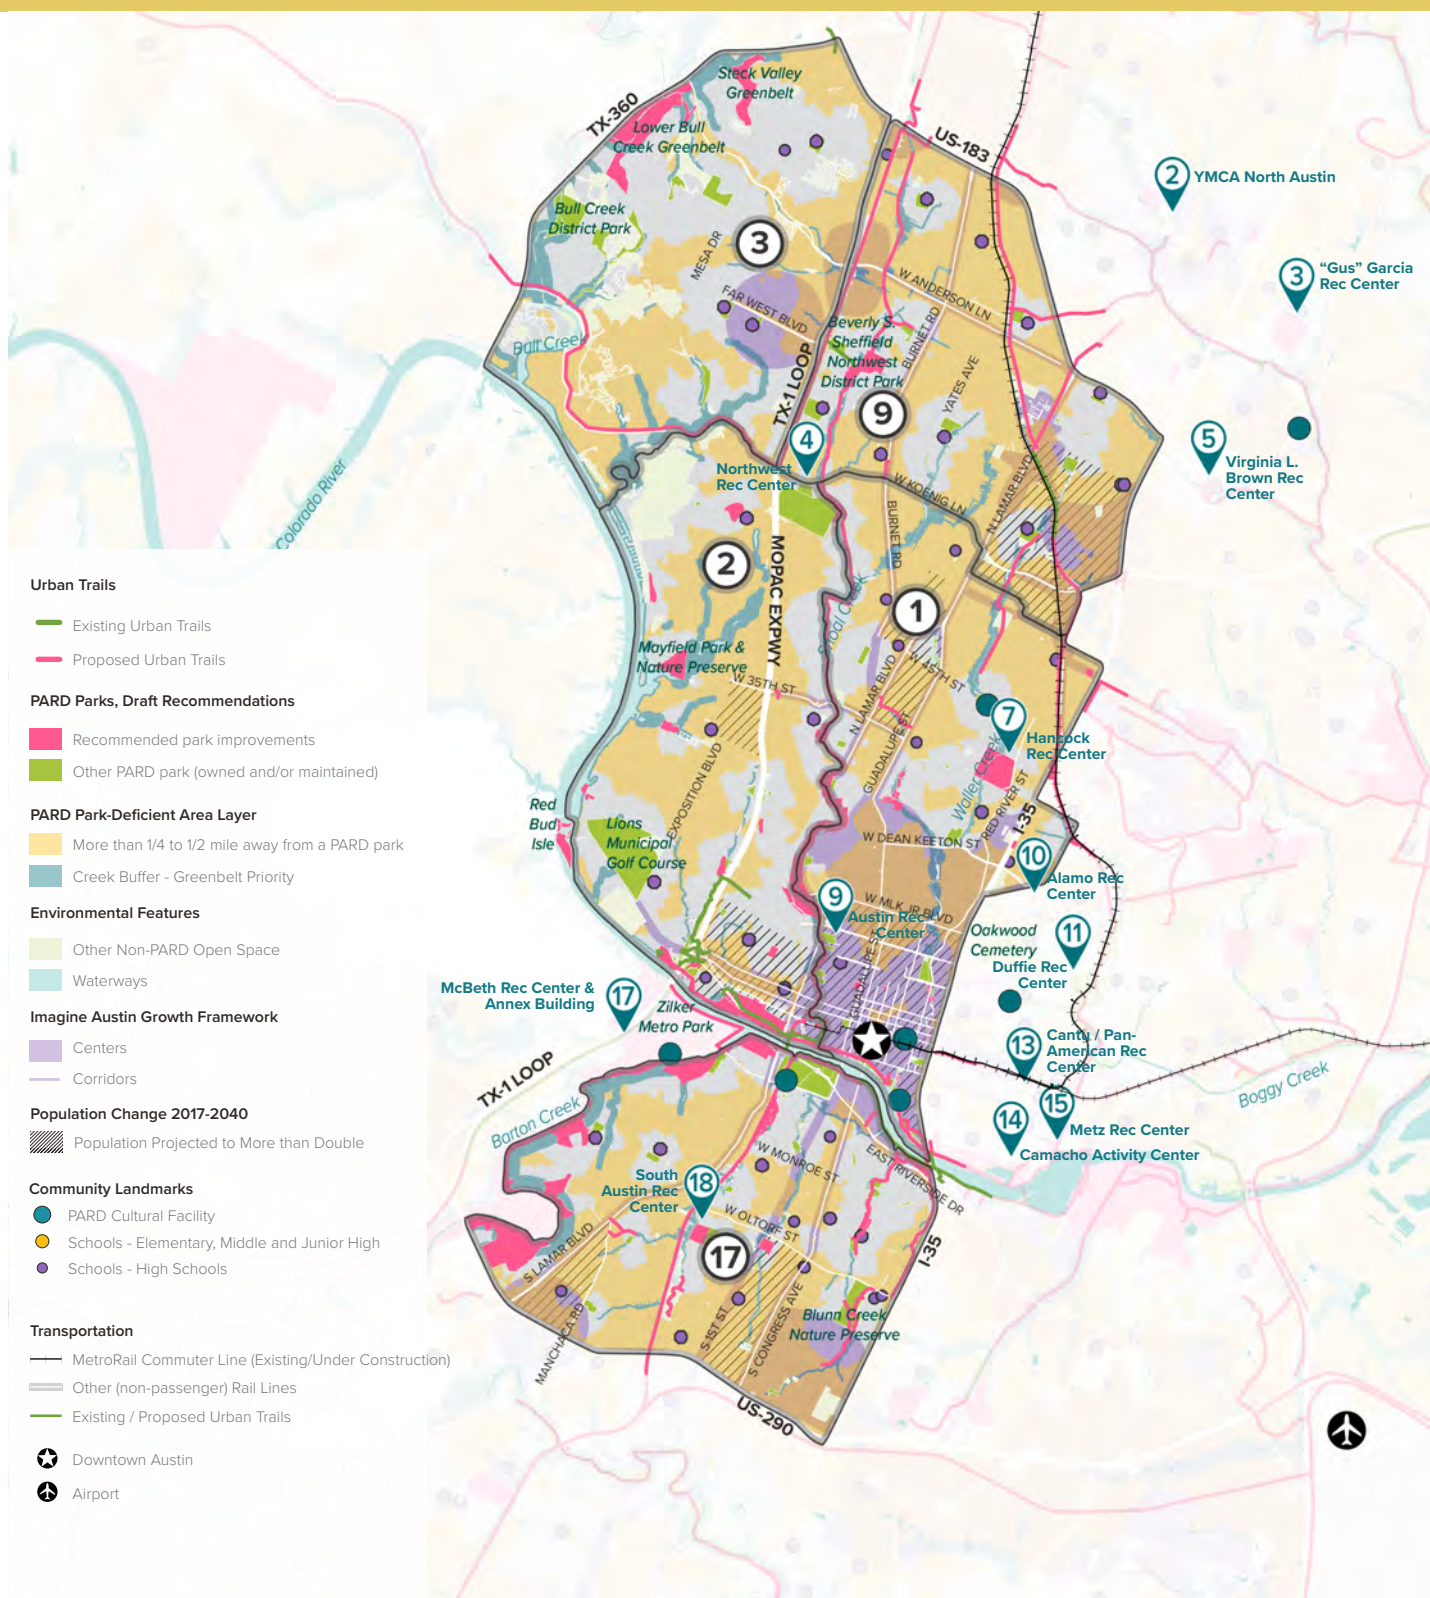 Steck Valley
Greenbelt
TX-360
Lower Bull
Creek Greenbelt
US-183
2
YMCA North Austin
Bull Creek
District Park
3
MESA DR
3
"Gus" Garcia
Rec Center
W ANDERSON LN
FAR WEST BLVD
Bull Creek
Beverly S.
Sheffield
Northwest
District Park
BURNET RD
TX-1 LOOP
YATES AVE
9
4
Northwest
Rec Center
5
Virginia L.
Brown Rec
Center
W KOENIG LN
N LAMAR BLVD
BURNET RD
Colorado River
MOPAC EXPWY
2
1
Shoal Creek
Mayfield Park &
Nature Preserve
W 35TH ST
W 45TH ST
N LAMAR BLVD
GUADALUPE ST
7
Hancock
Rec Center
Waller Creek
EXPOSITION BLVD
RED RIVER ST
I-35
Red
Bud
Isle
Lions
Municipal
Golf Course
W DEAN KEETON ST
10
Alamo Rec
Center
9
W MLK JR BLVD
Austin Rec
Center
GUADALUPE ST
Oakwood
Cemetery
11
Duffie Rec
Center
McBeth Rec Center &
Annex Building
17
Zilker
Metro Park
13
Cantu / Pan-
American Rec
Center
TX-1 LOOP
Barton Creek
Boggy Creek
14
15
Metz Rec Center
Camacho Activity Center
W MONROE ST
EAST RIVERSIDE DR
South
Austin Rec
Center
18
W OLTORF ST
17
S LAMAR BLVD
I-35
MANCHACA RD
S 1ST ST
S CONGRESS AVE
Blunn Creek
Nature Preserve
US-290
Urban Trails
Existing Urban Trails
Proposed Urban Trails
PARD Parks, Draft Recommendations
Recommended park improvements
Other PARD park (owned and/or maintained)
PARD Park-Deficient Area Layer
More than 1/4 to 1/2 mile away from a PARD park
Creek Buffer - Greenbelt Priority
Environmental Features
Other Non-PARD Open Space
Waterways
Imagine Austin Growth Framework
Centers
Corridors
Population Change 2017-2040
Population Projected to More than Double
Community Landmarks
PARD Cultural Facility
Schools - Elementary, Middle and Junior High
Schools - High Schools
Transportation
MetroRail Commuter Line (Existing/Under Construction)
Other (non-passenger) Rail Lines
Existing / Proposed Urban Trails
Downtown Austin
Airport